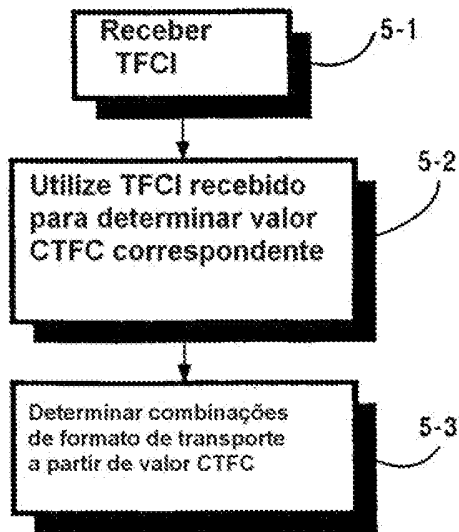 Receber
TFCI
5-1
Utilize TFCI recebido
para determinar valor
CTFC correspondente
5-2
Determinar combinações
de formato de transporte
a partir de valor CTFC
5-3